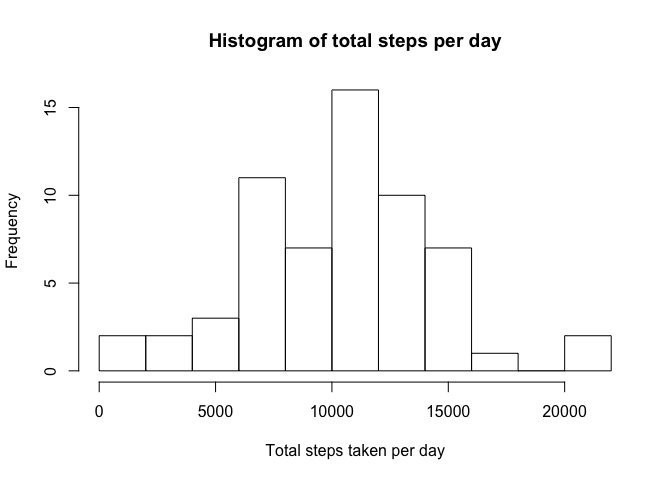 Histogram of total steps per day
Frequency
15
10
5
0
0 5000 10000 15000 20000
Total steps taken per day